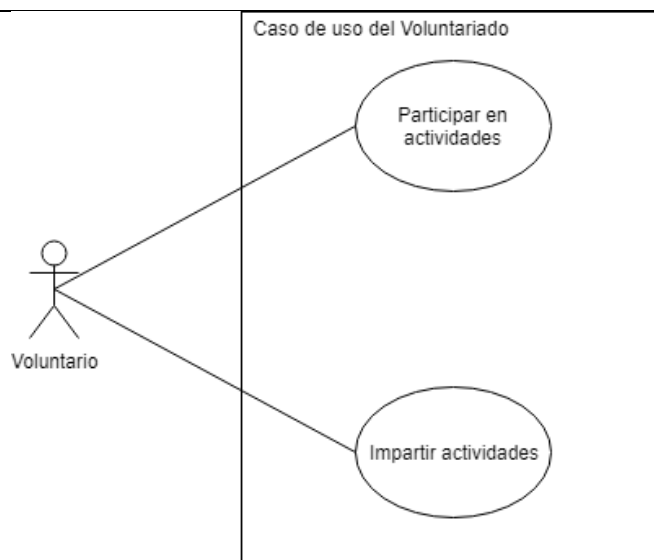 Caso de uso del Voluntariado
Participar en
actividades
Voluntario
Impartir actividades